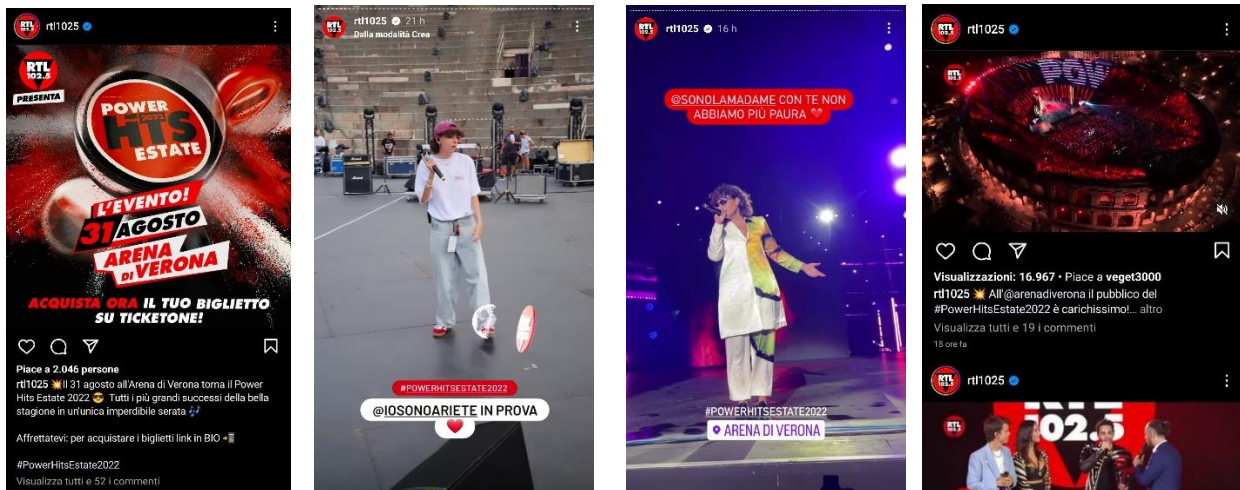 rtl1025
RTL
102.5
PRESENTA
POWER
HITS
2022
ESTATE
L'EVENTO!
31 AGOSTO
ARENA
DI VERONA
ACQUISTA ORA IL TUO BIGLIETTO
SU TICKETONE!
Piace a 2.046 persone
rtl1025 💥Il 31 agosto all'Arena di Verona torna il Power
Hits Estate 2022 😎 Tutti i più grandi successi della bella
stagione in un'unica imperdibile serata 🎶
Affrettatevi: per acquistare i biglietti link in BIO 📲
#PowerHitsEstate2022
Visualizza tutti e 52 i commenti
rtl1025 21 h
Dalla modalità Crea
#POWERHITSESTATE2022
@IOSONOARIETE IN PROVA
❤️
rtl1025 16 h
@SONOLAMADAME CON TE NON
ABBIAMO PIÙ PAURA ❤️
#POWERHITSESTATE2022
ARENA DI VERONA
rtl1025
RTL
102.5
Visualizzazioni: 16.967 • Piace a veget3000
rtl1025 💥 All'@arenadiverona il pubblico del
#PowerHitsEstate2022 è carichissimo!... altro
Visualizza tutti e 19 i commenti
18 ore fa
rtl1025
RTL
102.5